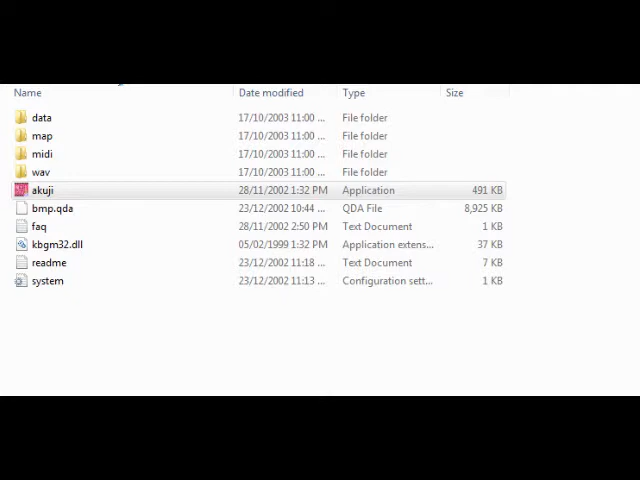 Name Date modified Type Size
data 17/10/2003 11:00 ... File folder
map 17/10/2003 11:00 ... File folder
midi 17/10/2003 11:00 ... File folder
wav 17/10/2003 11:00 ... File folder
akuji 28/11/2002 1:32 PM Application 491 KB
bmp.qda 23/12/2002 10:44 ... QDA File 8,925 KB
faq 28/11/2002 2:50 PM Text Document 1 KB
kbgm32.dll 05/02/1999 1:32 PM Application extens... 37 KB
readme 23/12/2002 11:18 ... Text Document 7 KB
system 23/12/2002 11:13 ... Configuration sett... 1 KB